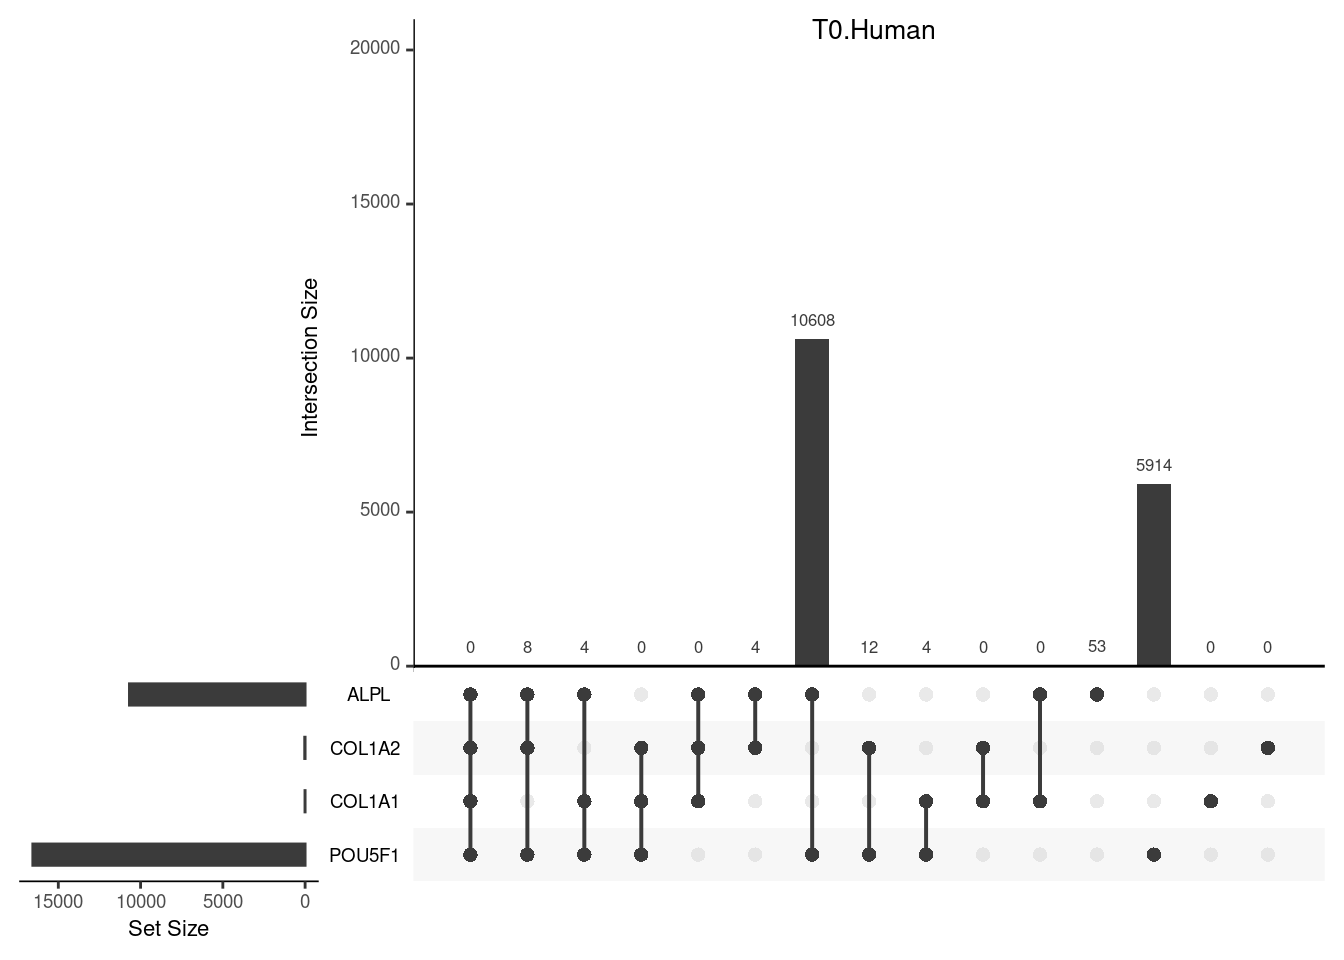 T0.Human
20000
15000
10000
5000
0
Intersection Size
10608
5914
0 8 4 0 0 4 12 4 0 0 53 0 0
ALPL
COL1A2
COL1A1
POU5F1
15000 10000 5000 0
Set Size